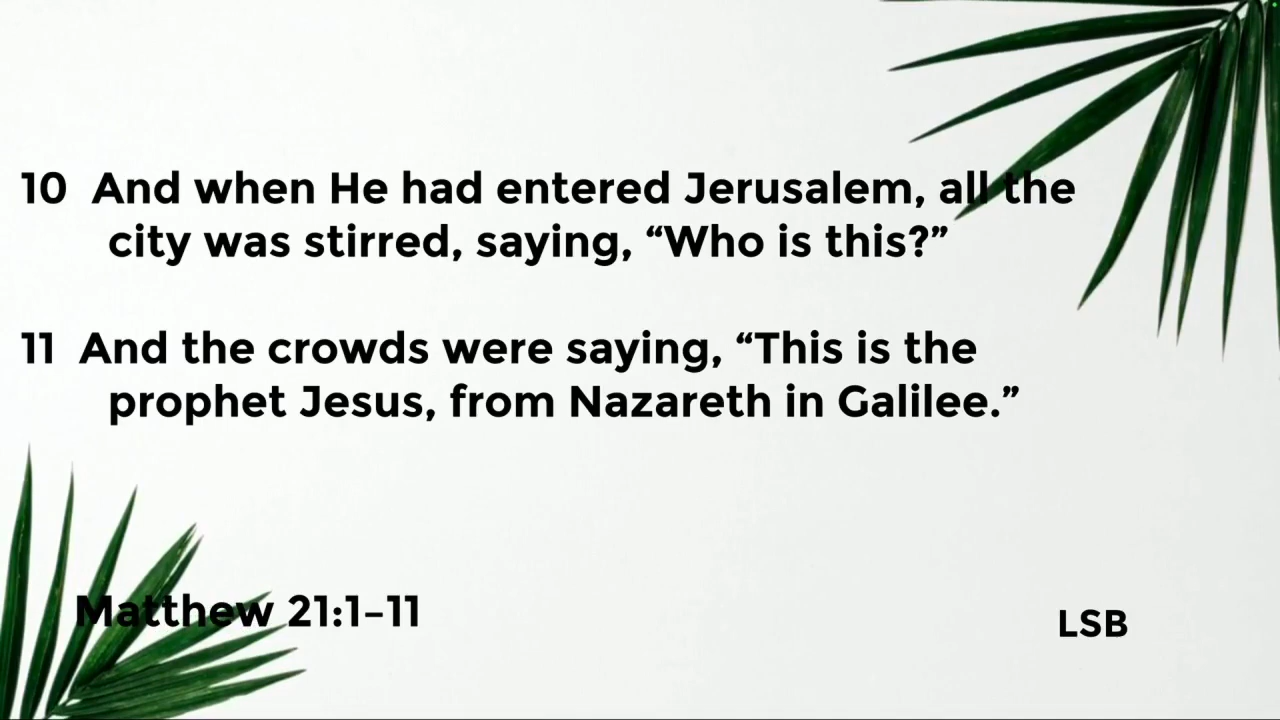 10 And when He had entered Jerusalem, all the
city was stirred, saying, “Who is this?”
11 And the crowds were saying, “This is the
prophet Jesus, from Nazareth in Galilee.”
Matthew 21:1–11
LSB